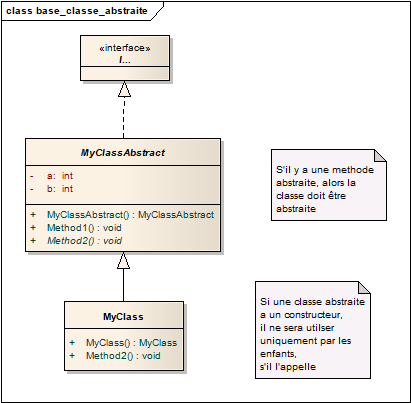 class base_classe_abstraite
«interface»
I...
MyClassAbstract
- a: int
- b: int
+ MyClassAbstract() : MyClassAbstract
+ Method1() : void
+ Method2() : void
S'il y a une methode
abstraite, alors la
classe doit être
abstraite
MyClass
+ MyClass() : MyClass
+ Method2() : void
Si une classe abstraite
a un constructeur,
il ne sera utilser
uniquement par les
enfants,
s'il l'appelle